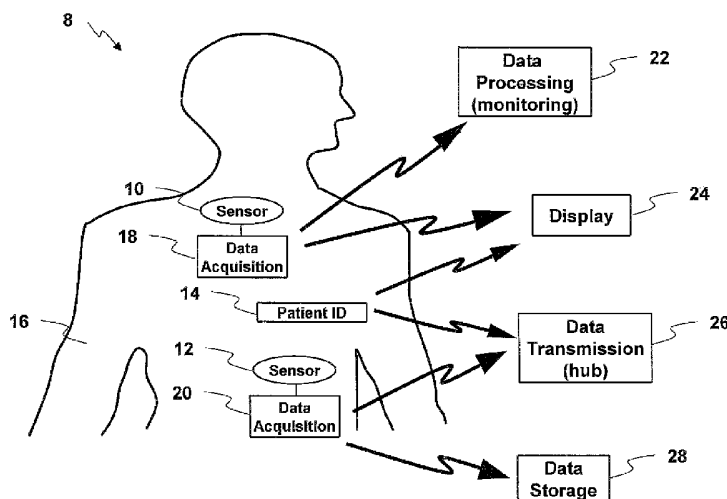 8
Data
Processing
(monitoring)
22
10
Sensor
24
Display
18
Data
Acquisition
14
Patient ID
16
Data
Transmission
(hub)
26
12
Sensor
20
Data
Acquisition
28
Data
Storage